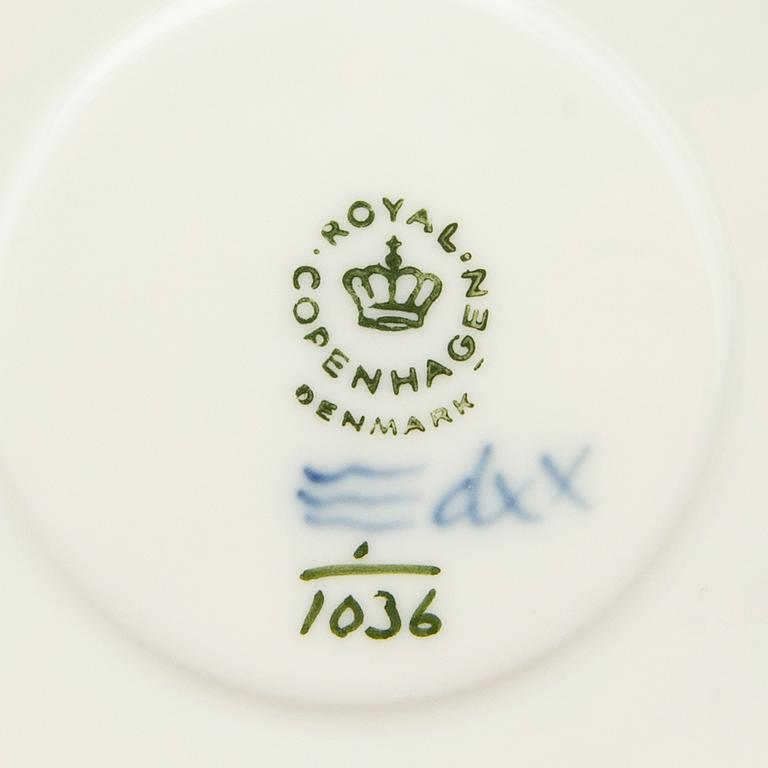 ROYAL
COPENHAGEN
DENMARK
dxx
1
1036